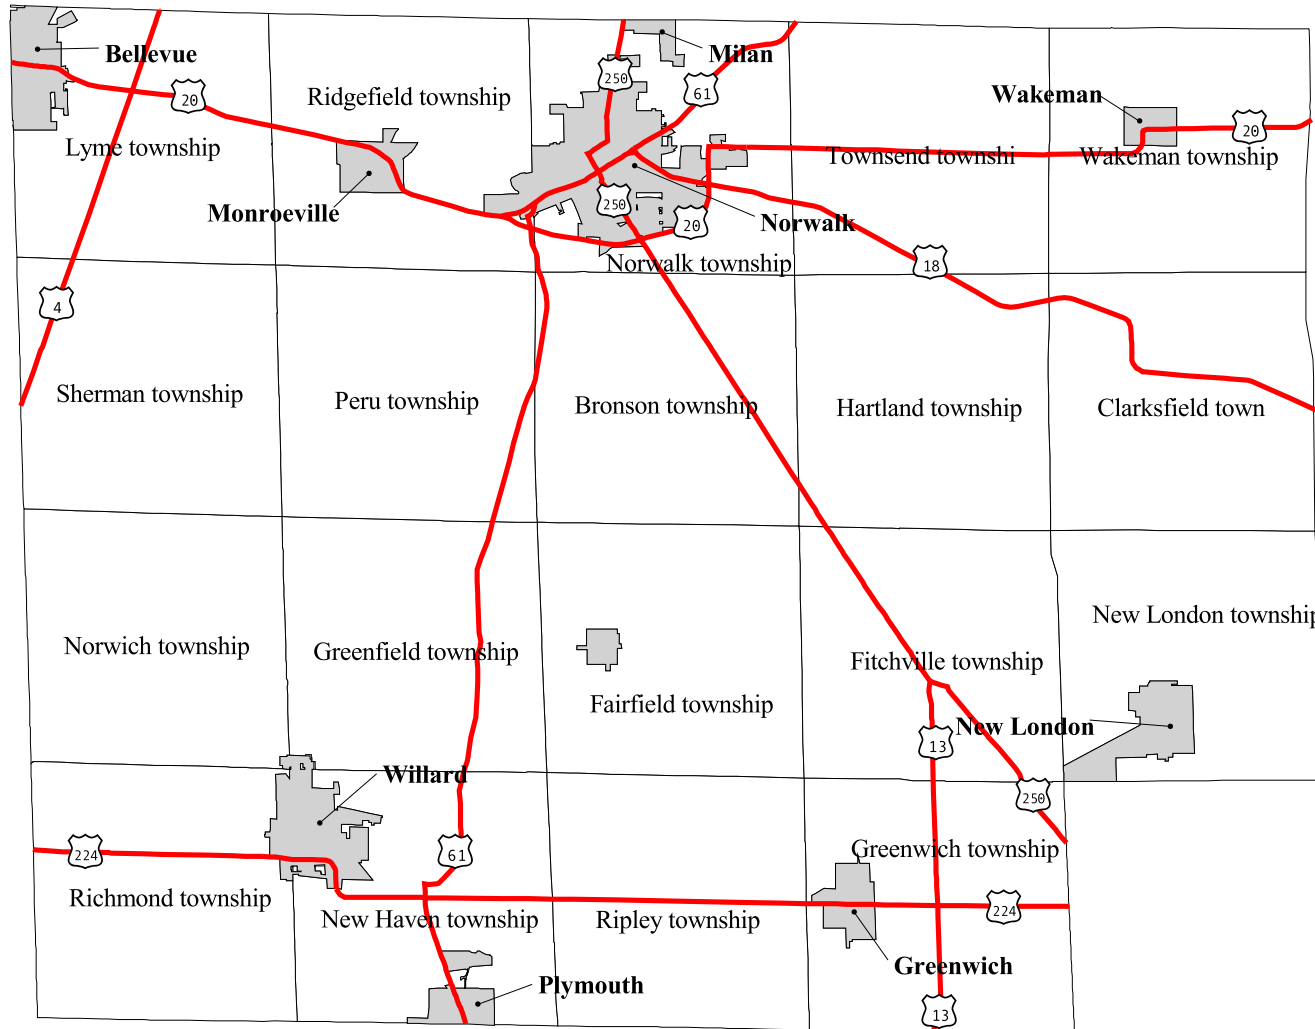 Bellevue
Milan
250
61
20
Ridgefield township
Wakeman
20
Lyme township
Townsend townshi
Wakeman township
Monroeville
250
20
Norwalk
Norwalk township
18
4
Sherman township
Peru township
Bronson township
Hartland township
Clarksfield town
Norwich township
Greenfield township
Fairfield township
Fitchville township
New London township
13
New London
Willard
250
224
61
Greenwich township
Richmond township
New Haven township
Ripley township
224
Greenwich
Plymouth
13